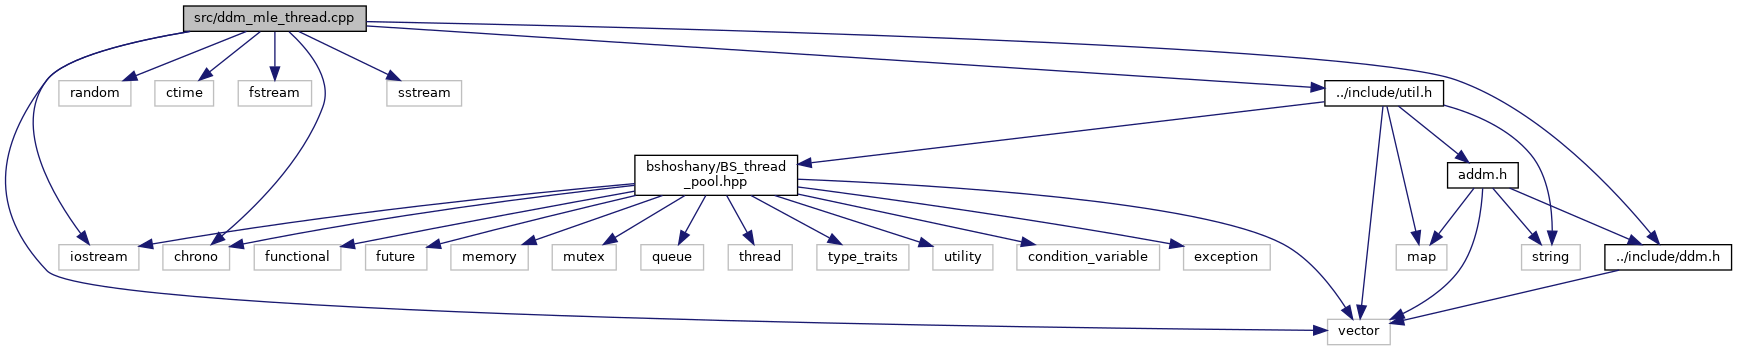 src/ddm_mle_thread.cpp
random
ctime
fstream
sstream
../include/util.h
bshoshany/BS_thread
_pool.hpp
addm.h
iostream
chrono
functional
future
memory
mutex
queue
thread
type_traits
utility
condition_variable
exception
map
string
../include/ddm.h
vector